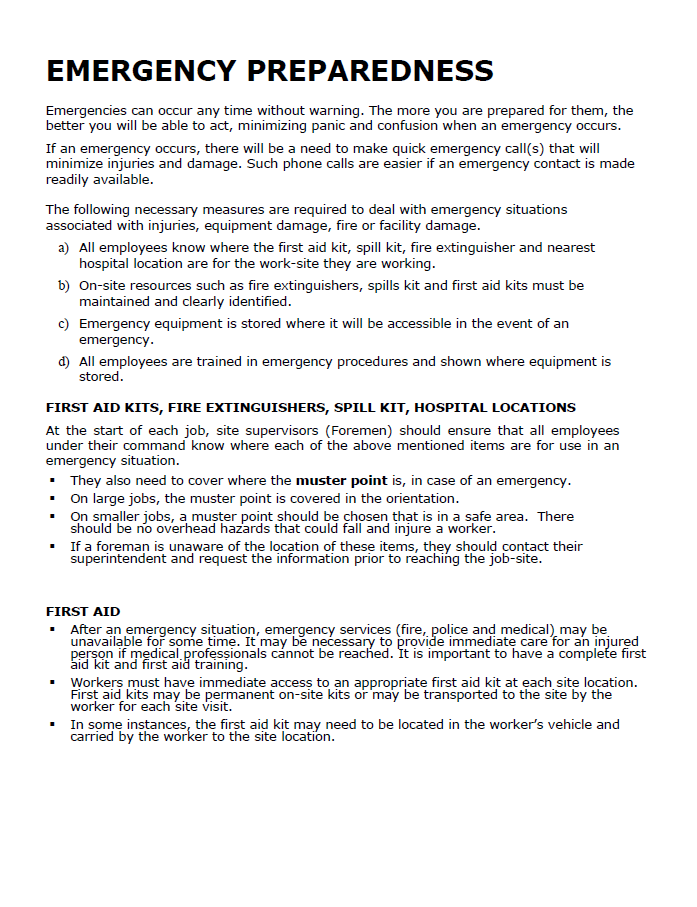 EMERGENCY PREPAREDNESS
Emergencies can occur any time without warning. The more you are prepared for them, the
better you will be able to act, minimizing panic and confusion when an emergency occurs.
If an emergency occurs, there will be a need to make quick emergency call(s) that will
minimize injuries and damage. Such phone calls are easier if an emergency contact is made
readily available.
The following necessary measures are required to deal with emergency situations
associated with injuries, equipment damage, fire or facility damage.
a) All employees know where the first aid kit, spill kit, fire extinguisher and nearest
hospital location are for the work-site they are working.
b) On-site resources such as fire extinguishers, spills kit and first aid kits must be
maintained and clearly identified.
c) Emergency equipment is stored where it will be accessible in the event of an
emergency.
d) All employees are trained in emergency procedures and shown where equipment is
stored.
FIRST AID KITS, FIRE EXTINGUISHERS, SPILL KIT, HOSPITAL LOCATIONS
At the start of each job, site supervisors (Foremen) should ensure that all employees
under their command know where each of the above mentioned items are for use in an
emergency situation.
▪ They also need to cover where the muster point is, in case of an emergency.
▪ On large jobs, the muster point is covered in the orientation.
▪ On smaller jobs, a muster point should be chosen that is in a safe area. There
should be no overhead hazards that could fall and injure a worker.
▪ If a foreman is unaware of the location of these items, they should contact their
superintendent and request the information prior to reaching the job-site.
FIRST AID
▪ After an emergency situation, emergency services (fire, police and medical) may be
unavailable for some time. It may be necessary to provide immediate care for an injured
person if medical professionals cannot be reached. It is important to have a complete first
aid kit and first aid training.
▪ Workers must have immediate access to an appropriate first aid kit at each site location.
First aid kits may be permanent on-site kits or may be transported to the site by the
worker for each site visit.
▪ In some instances, the first aid kit may need to be located in the worker's vehicle and
carried by the worker to the site location.